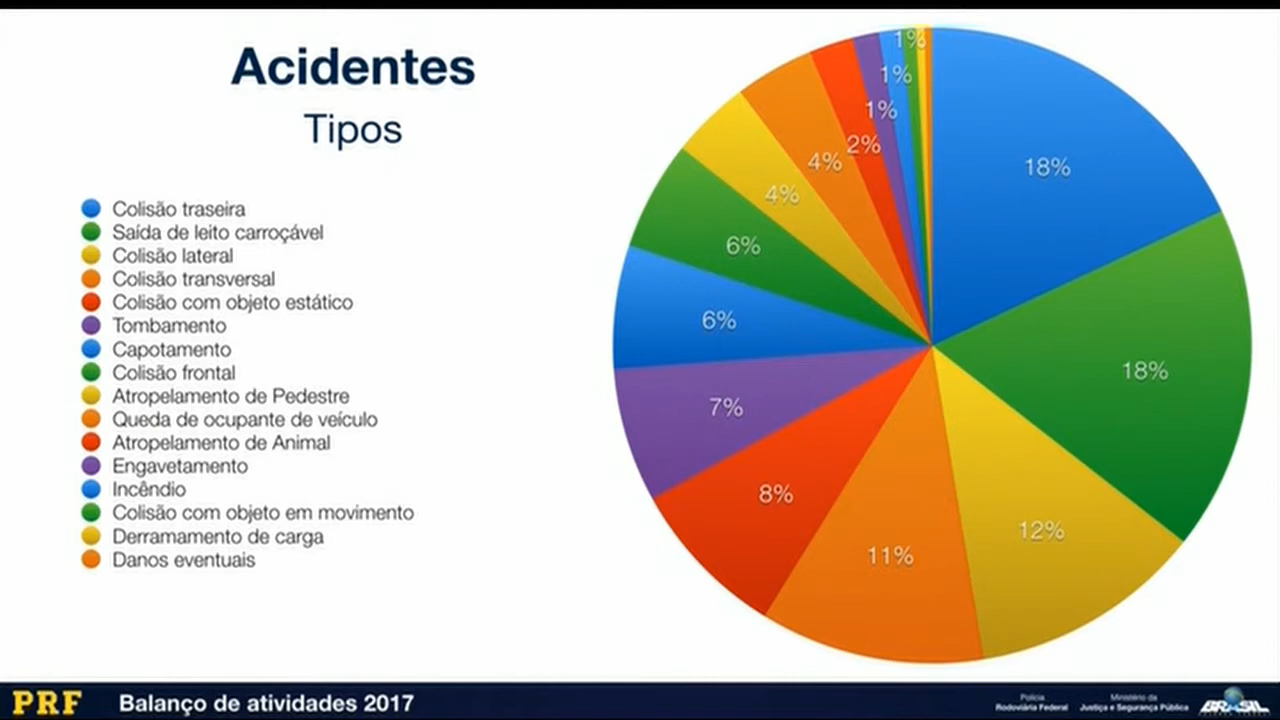 Acidentes
Tipos
Colisão traseira
Saída de leito carroçável
Colisão lateral
Colisão transversal
Colisão com objeto estático
Tombamento
Capotamento
Colisão frontal
Atropelamento de Pedestre
Queda de ocupante de veículo
Atropelamento de Animal
Engavetamento
Incêndio
Colisão com objeto em movimento
Derramamento de carga
Danos eventuais
1%
1%
1%
2%
4%
4%
6%
6%
7%
8%
11%
12%
18%
18%
PRF
Balanço de atividades 2017
Polícia
Rodoviária Federal
Ministério da
Justiça e Segurança Pública
BRASIL